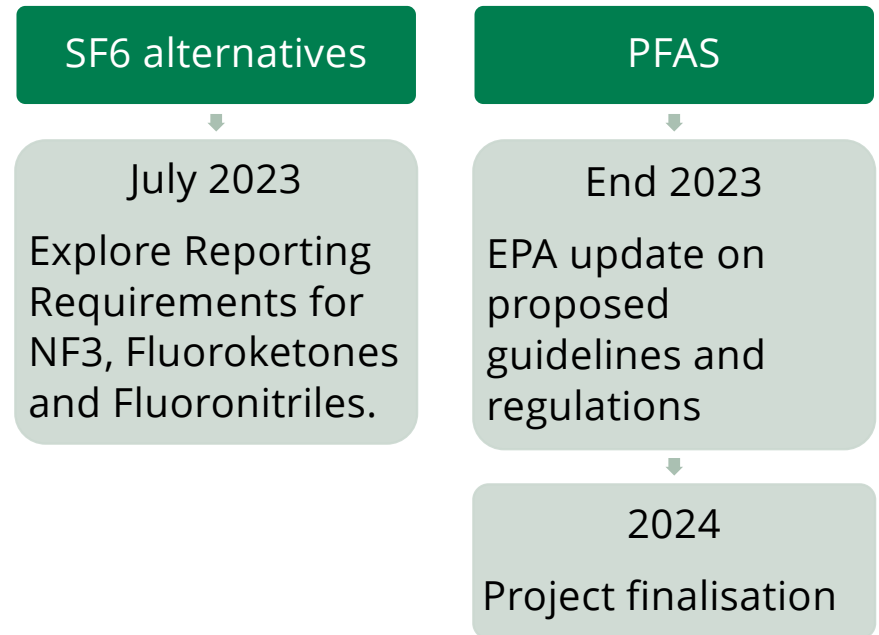 SF6 alternatives
July 2023
Explore Reporting
Requirements for
NF3, Fluoroketones
and Fluoronitriles.
PFAS
End 2023
EPA update on
proposed
guidelines and
regulations
2024
Project finalisation